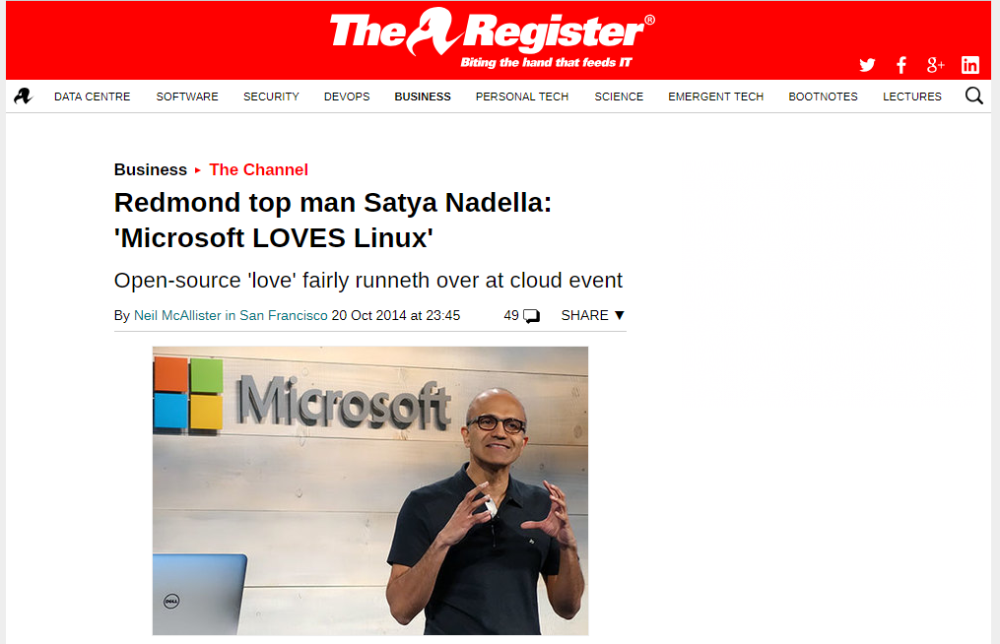 The Register®
Biting the hand that feeds IT
DATA CENTRE SOFTWARE SECURITY DEVOPS BUSINESS PERSONAL TECH SCIENCE EMERGENT TECH BOOTNOTES LECTURES
Business ▸ The Channel
Redmond top man Satya Nadella:
'Microsoft LOVES Linux'
Open-source 'love' fairly runneth over at cloud event
By Neil McAllister in San Francisco 20 Oct 2014 at 23:45 49 SHARE ▼
Microsoft
DELL